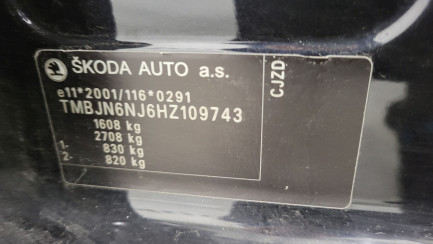 ŠKODA AUTO a.s.
e11*2001/116*0291
TMBJN6NJ6HZ109743
1608 kg
2708 kg
1- 830 kg
2- 820 kg
CJZD